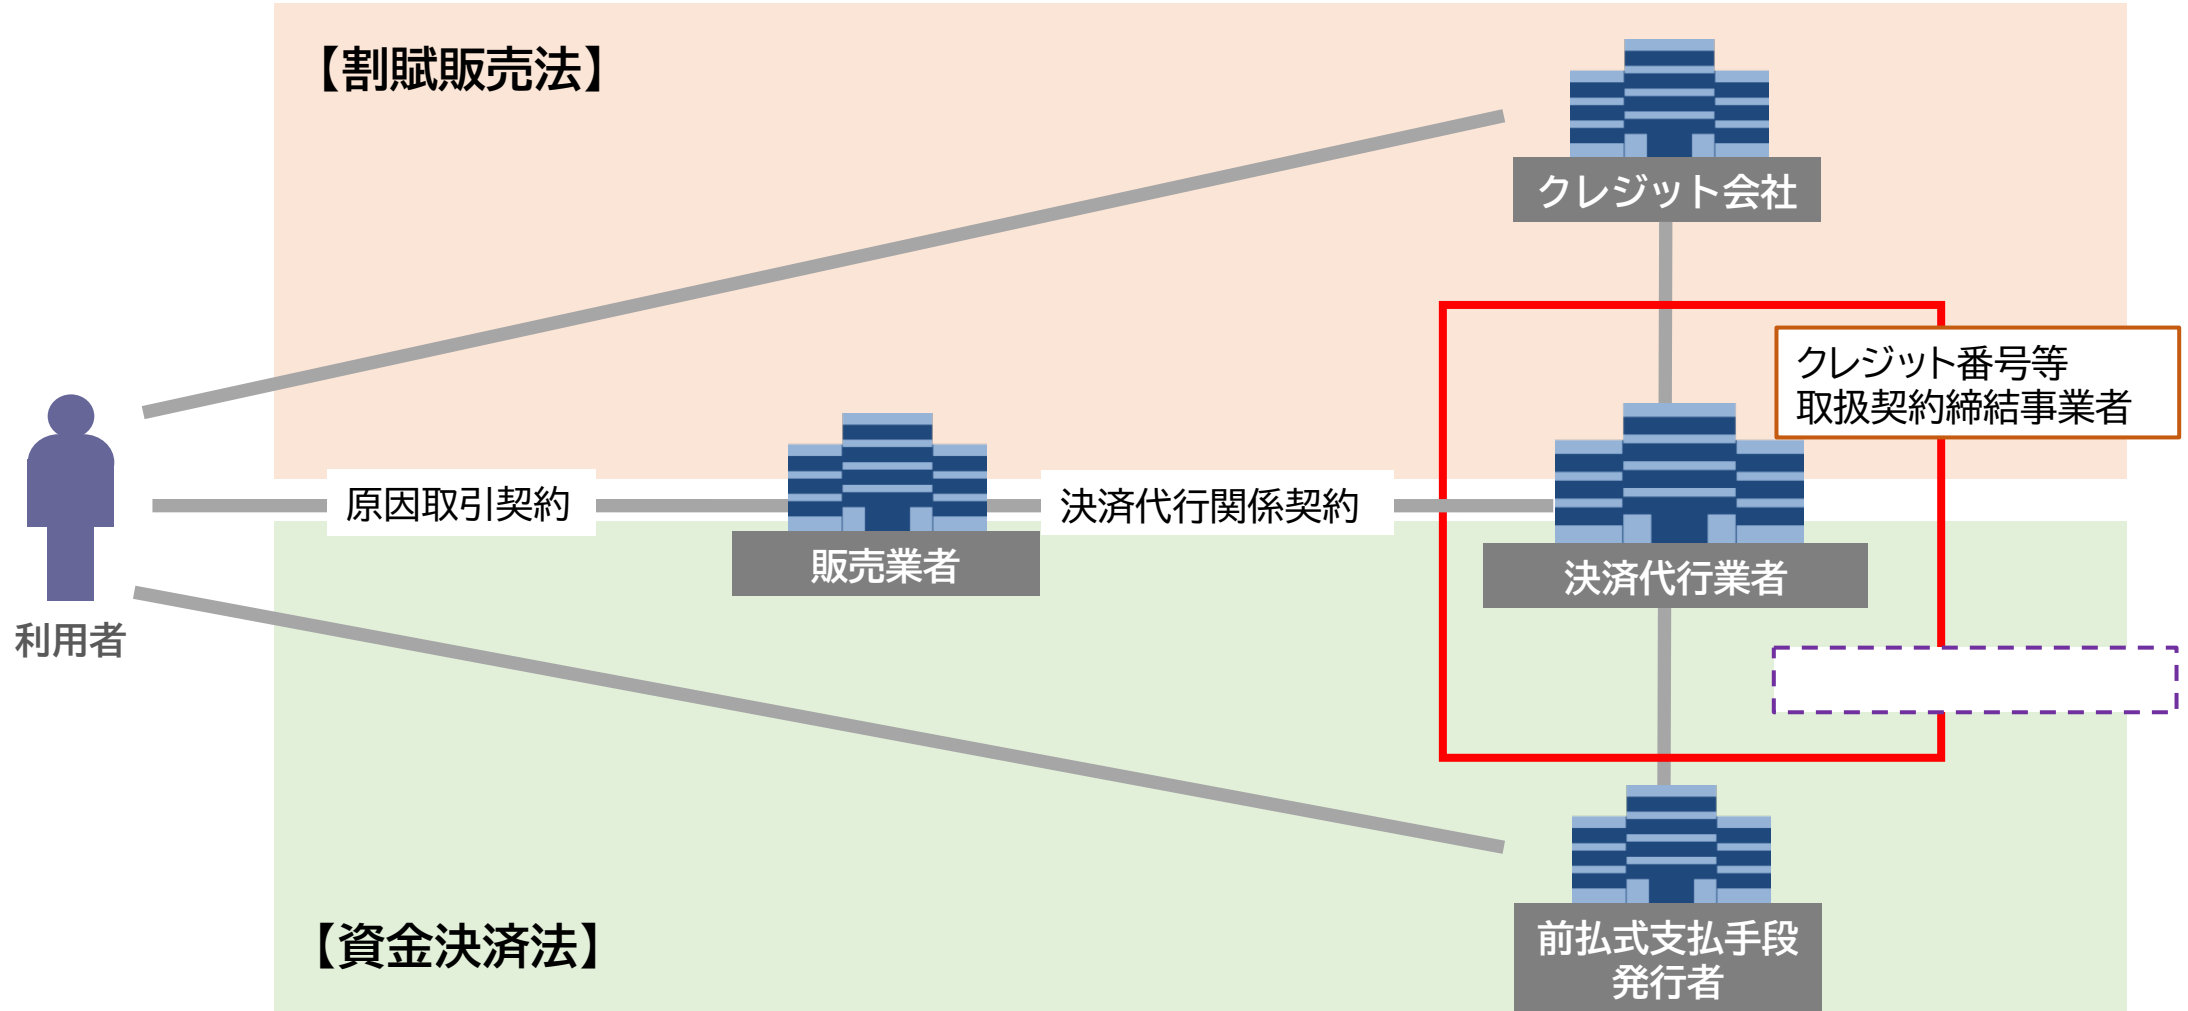 【割賦販売法】
クレジット会社
クレジット番号等
取扱契約締結事業者
原因取引契約
決済代行関係契約
販売業者
決済代行業者
利用者
【資金決済法】
前払式支払手段
発行者